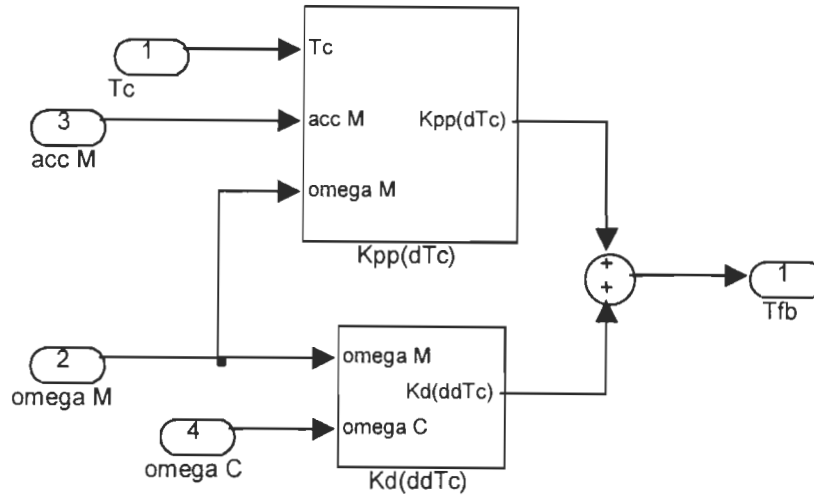 1
Tc
3
acc M
Tc
acc M
omega M
Kpp(dTc)
Kpp(dTc)
+
+
1
Tfb
2
omega M
4
omega C
omega M
omega C
Kd(ddTc)
Kd(ddTc)